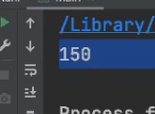 /Library/
150
Process f